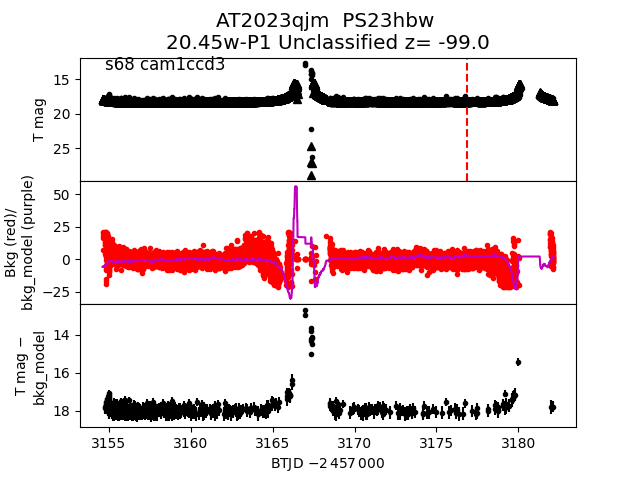 AT2023qjm  PS23hbw
20.45w-P1 Unclassified z= -99.0
s68 cam1ccd3
15
20
25
T mag
50
25
0
−25
Bkg (red)/
bkg_model (purple)
14
16
18
T mag −
bkg_model
3155 3160 3165 3170 3175 3180
BTJD −2 457 000